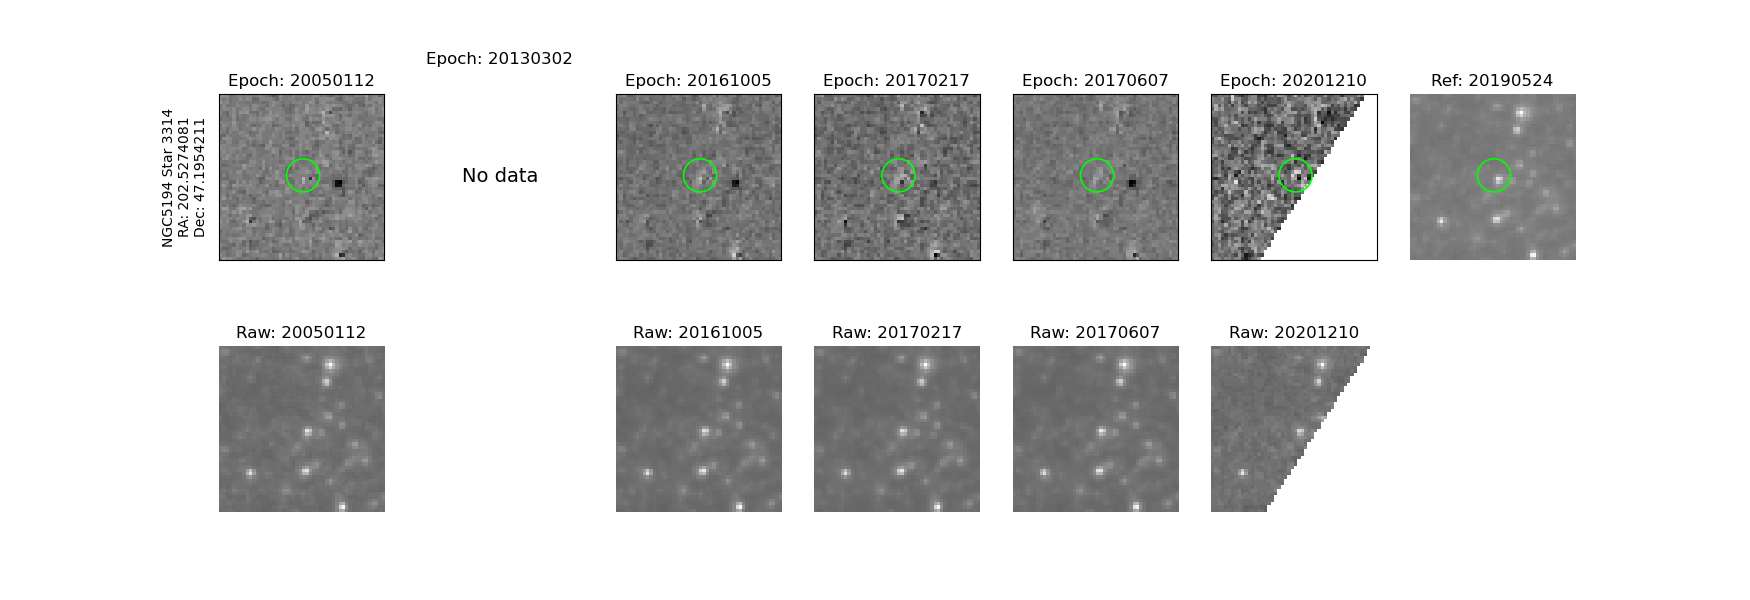 Epoch: 20130302
Epoch: 20050112
Epoch: 20161005
Epoch: 20170217
Epoch: 20170607
Epoch: 20201210
Ref: 20190524
NGC5194 Star 3314
RA: 202.5274081
Dec: 47.1954211
No data
Raw: 20050112
Raw: 20161005
Raw: 20170217
Raw: 20170607
Raw: 20201210